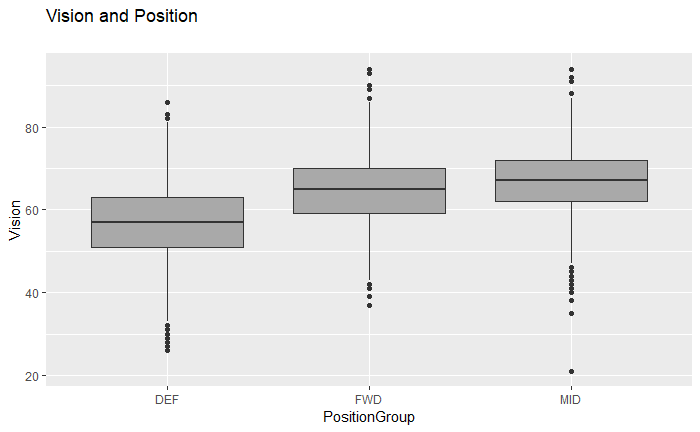 Vision and Position
Vision
80
60
40
20
DEF FWD MID
PositionGroup